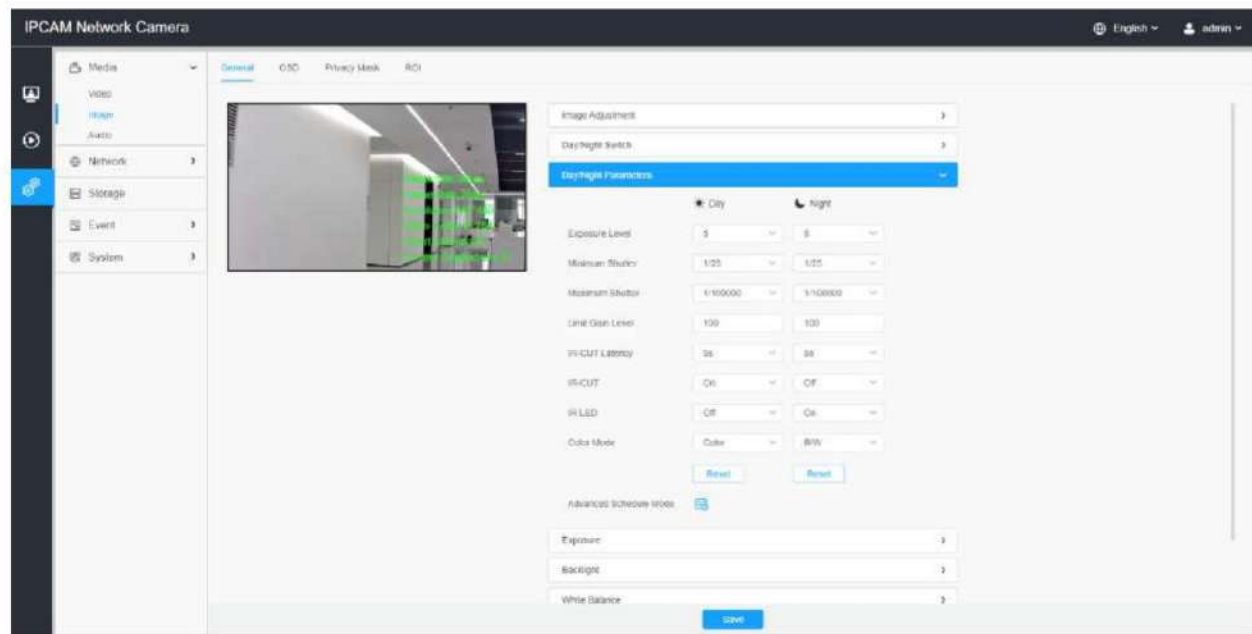 IPCAM Network Camera
English
admin
Media
Video
Image
Audio
Network
Storage
Event
System
General OSD Privacy Mask ROI
Image Adjustment
Day/Night Switch
Day/Night Parameters
Day Night
Exposure Level 5 5
Minimum Shutter 1/25 1/25
Maximum Shutter 1/100000 1/100000
Limit Gain Level 100 100
IR-CUT Latency 5s 5s
IR-CUT On Off
IR LED Off On
Color Mode Color B/W
Reset Reset
Advanced Schedule Mode
Exposure
Backlight
White Balance
Save